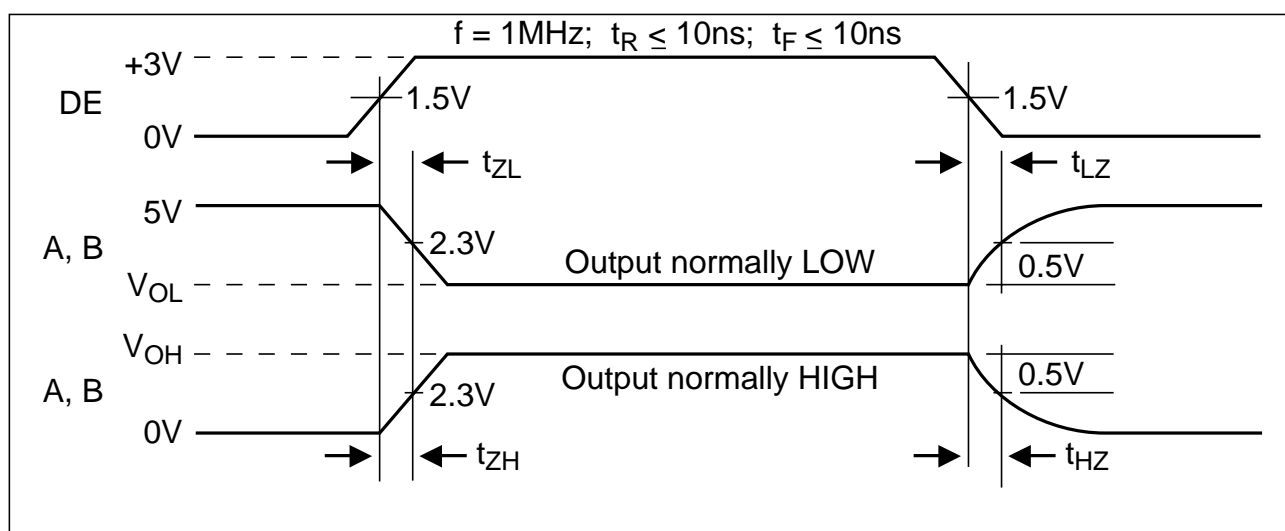 f = 1MHz; tR ≤ 10ns; tF ≤ 10ns
+3V
DE
1.5V
1.5V
0V
tZL
tLZ
5V
A, B
2.3V
Output normally LOW
0.5V
VOL
VOH
A, B
2.3V
Output normally HIGH
0.5V
0V
tZH
tHZ